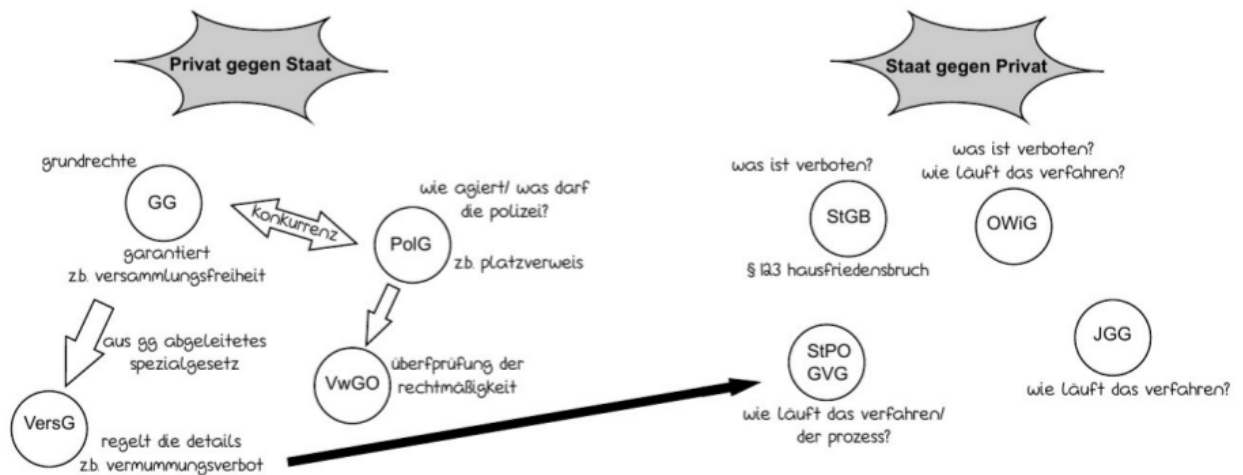 Privat gegen Staat
grundrechte
GG
garantiert
z.b. versammlungsfreiheit
konkurrenz
wie agiert/ was darf
die polizei?
PolG
z.b. platzverweis
aus gg abgeleitetes
spezialgesetz
VwGO
überfprüfung der
rechtmäßigkeit
VersG
regelt die details
z.b. vermummungsverbot
Staat gegen Privat
was ist verboten?
StGB
§ 123 hausfriedensbruch
was ist verboten?
wie läuft das verfahren?
OWiG
StPO
GVG
wie läuft das verfahren/
der prozess?
JGG
wie läuft das verfahren?